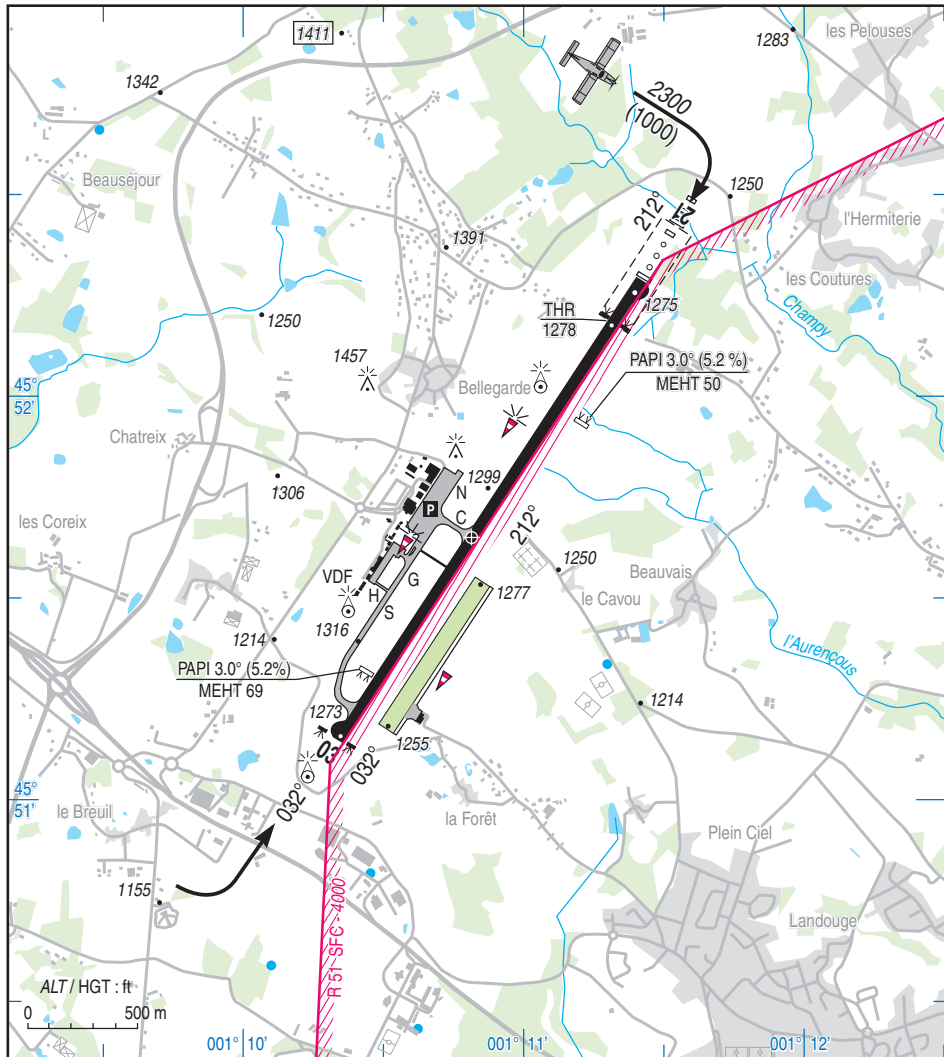 les Pelouses
1411
1283
1342
2300
(1000)
Beauséjour
1250
212°
21
l'Hermiterie
1391
les Coutures
1275
THR
1278
1250
Champy
1457
PAPI 3.0° (5.2 %)
MEHT 50
45°
52'
Bellegarde
Chatreix
1306
1299
N
P
C
les Coreix
212°
1250
Beauvais
VDF
G
H
S
1277
le Cavou
1214
1316
l'Aurençous
PAPI 3.0° (5.2%)
MEHT 69
1214
1273
03
1255
032°
45°
51'
032°
le Breuil
la Forêt
Plein Ciel
1155
Landouge
R 51 SFC - 4000
ALT / HGT : ft
0 500 m
001° 10'
001° 11'
001° 12'